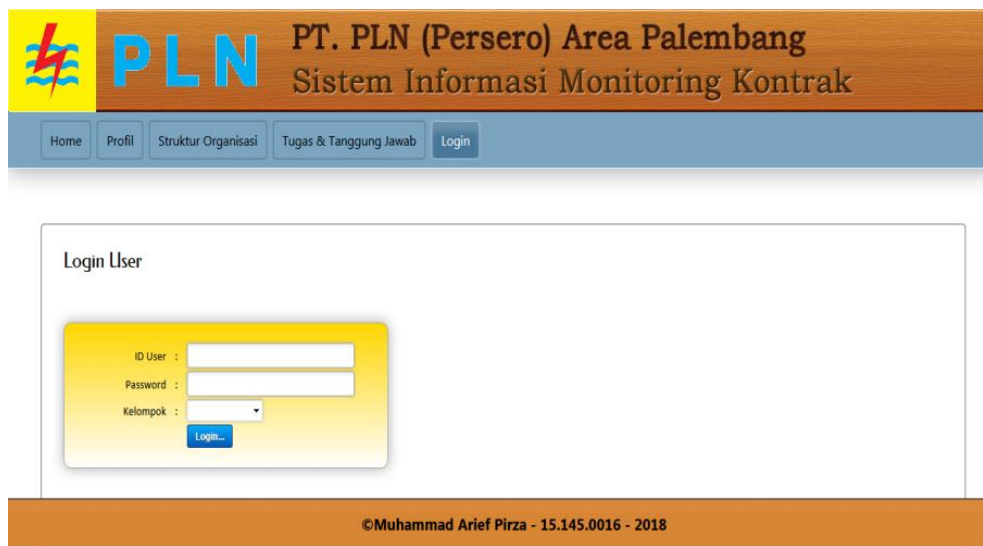 PLN
PT. PLN (Persero) Area Palembang
Sistem Informasi Monitoring Kontrak
Home Profil Struktur Organisasi Tugas & Tanggung Jawab Login
Login User
ID User :
Password :
Kelompok :
Login...
©Muhammad Arief Pirza - 15.145.0016 - 2018